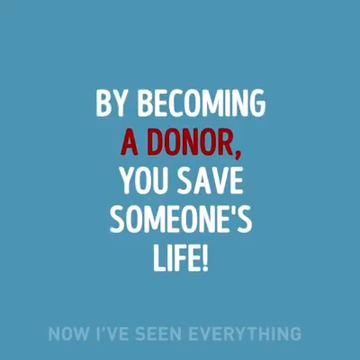 BY BECOMING
A DONOR,
YOU SAVE
SOMEONE'S
LIFE!
NOW I'VE SEEN EVERYTHING